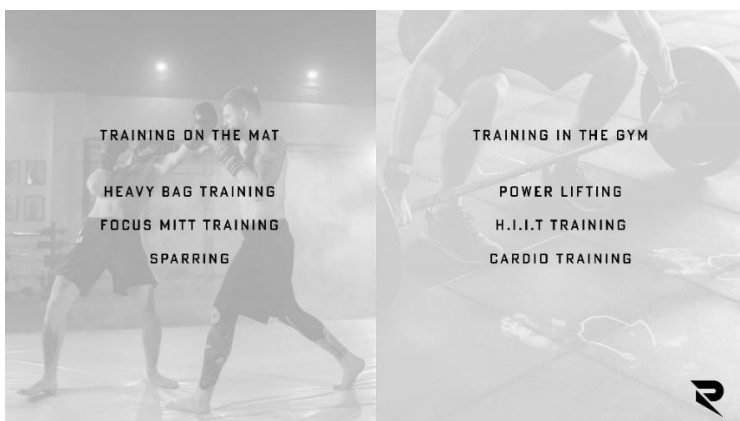 TRAINING ON THE MAT
HEAVY BAG TRAINING
FOCUS MITT TRAINING
SPARRING
TRAINING IN THE GYM
POWER LIFTING
H.I.I.T TRAINING
CARDIO TRAINING